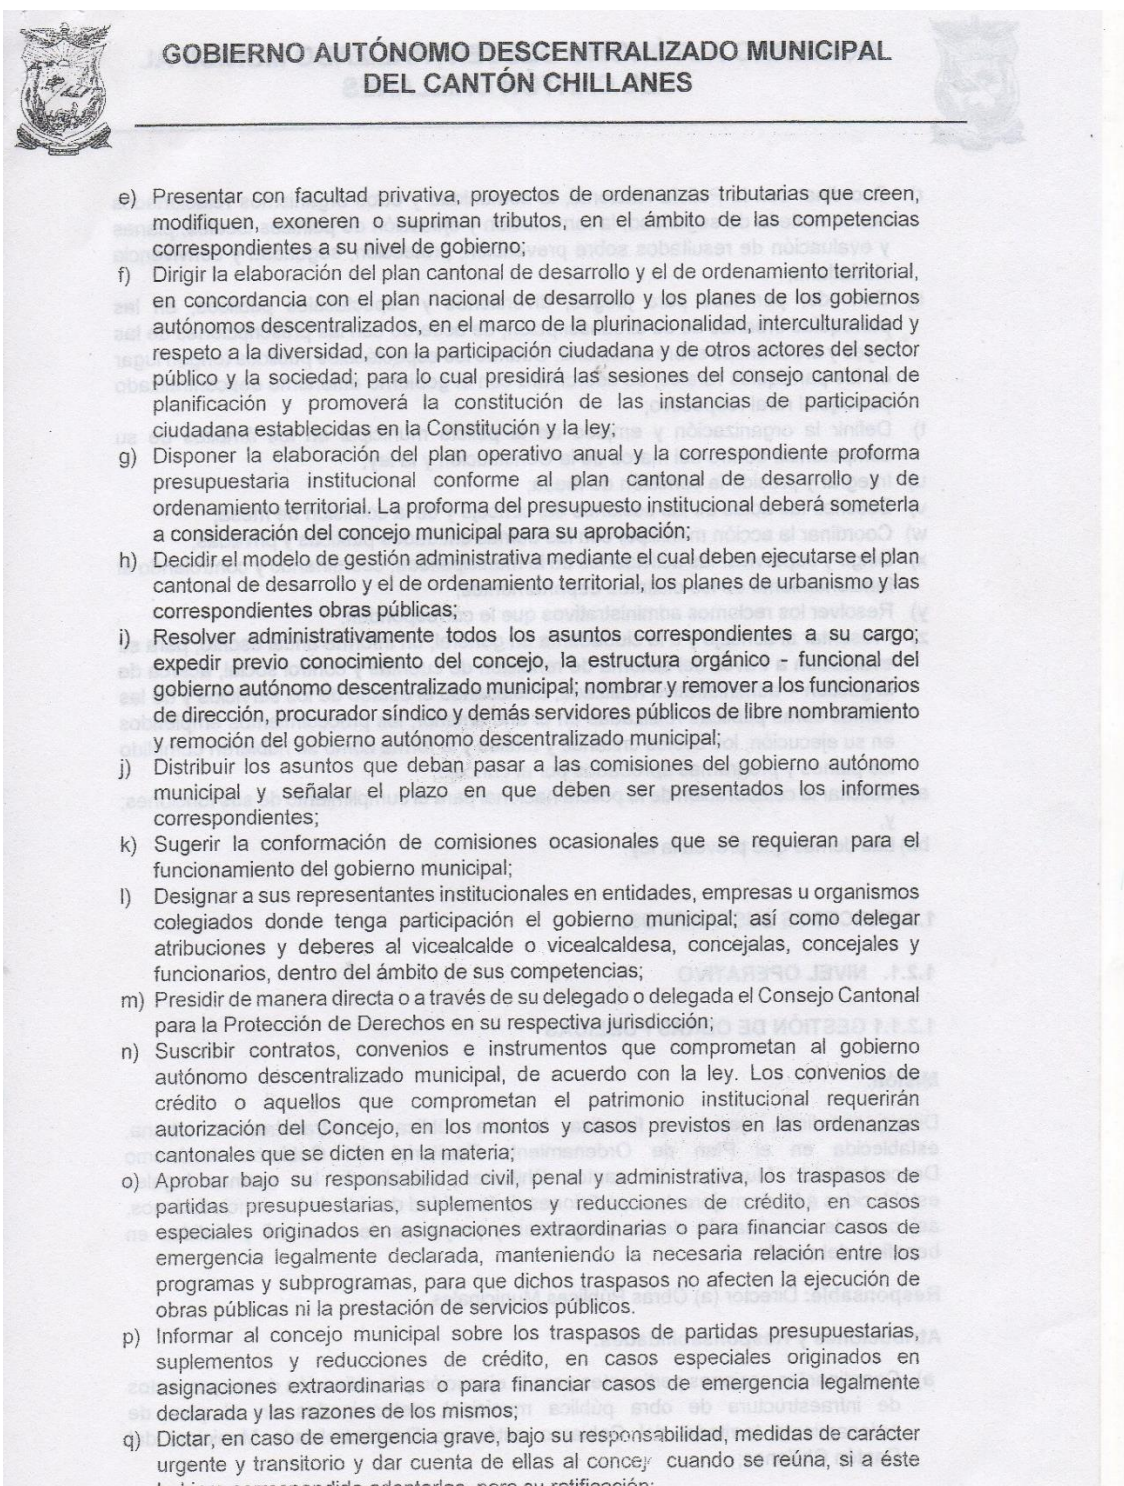 GOBIERNO AUTÓNOMO DESCENTRALIZADO MUNICIPAL
DEL CANTÓN CHILLANES
e) Presentar con facultad privativa, proyectos de ordenanzas tributarias que creen,
modifiquen, exoneren o supriman tributos, en el ámbito de las competencias
correspondientes a su nivel de gobierno;
f) Dirigir la elaboración del plan cantonal de desarrollo y el de ordenamiento territorial,
en concordancia con el plan nacional de desarrollo y los planes de los gobiernos
autónomos descentralizados, en el marco de la plurinacionalidad, interculturalidad y
respeto a la diversidad, con la participación ciudadana y de otros actores del sector
público y la sociedad; para lo cual presidirá las sesiones del consejo cantonal de
planificación y promoverá la constitución de las instancias de participación
ciudadana establecidas en la Constitución y la ley;
g) Disponer la elaboración del plan operativo anual y la correspondiente proforma
presupuestaria institucional conforme al plan cantonal de desarrollo y de
ordenamiento territorial. La proforma del presupuesto institucional deberá someterla
a consideración del concejo municipal para su aprobación;
h) Decidir el modelo de gestión administrativa mediante el cual deben ejecutarse el plan
cantonal de desarrollo y el de ordenamiento territorial, los planes de urbanismo y las
correspondientes obras públicas;
i) Resolver administrativamente todos los asuntos correspondientes a su cargo;
expedir previo conocimiento del concejo, la estructura orgánico - funcional del
gobierno autónomo descentralizado municipal; nombrar y remover a los funcionarios
de dirección, procurador síndico y demás servidores públicos de libre nombramiento
y remoción del gobierno autónomo descentralizado municipal;
j) Distribuir los asuntos que deban pasar a las comisiones del gobierno autónomo
municipal y señalar el plazo en que deben ser presentados los informes
correspondientes;
k) Sugerir la conformación de comisiones ocasionales que se requieran para el
funcionamiento del gobierno municipal;
l) Designar a sus representantes institucionales en entidades, empresas u organismos
colegiados donde tenga participación el gobierno municipal; así como delegar
atribuciones y deberes al vicealcalde o vicealcaldesa, concejalas, concejales y
funcionarios, dentro del ámbito de sus competencias;
m) Presidir de manera directa o a través de su delegado o delegada el Consejo Cantonal
para la Protección de Derechos en su respectiva jurisdicción;
n) Suscribir contratos, convenios e instrumentos que comprometan al gobierno
autónomo descentralizado municipal, de acuerdo con la ley. Los convenios de
crédito o aquellos que comprometan el patrimonio institucional requerirán
autorización del Concejo, en los montos y casos previstos en las ordenanzas
cantonales que se dicten en la materia;
o) Aprobar bajo su responsabilidad civil, penal y administrativa, los traspasos de
partidas presupuestarias, suplementos y reducciones de crédito, en casos
especiales originados en asignaciones extraordinarias o para financiar casos de
emergencia legalmente declarada, manteniendo la necesaria relación entre los
programas y subprogramas, para que dichos traspasos no afecten la ejecución de
obras públicas ni la prestación de servicios públicos.
p) Informar al concejo municipal sobre los traspasos de partidas presupuestarias,
suplementos y reducciones de crédito, en casos especiales originados en
asignaciones extraordinarias o para financiar casos de emergencia legalmente
declarada y las razones de los mismos;
q) Dictar, en caso de emergencia grave, bajo su responsabilidad, medidas de carácter
urgente y transitorio y dar cuenta de ellas al cuando se reúna, si a éste